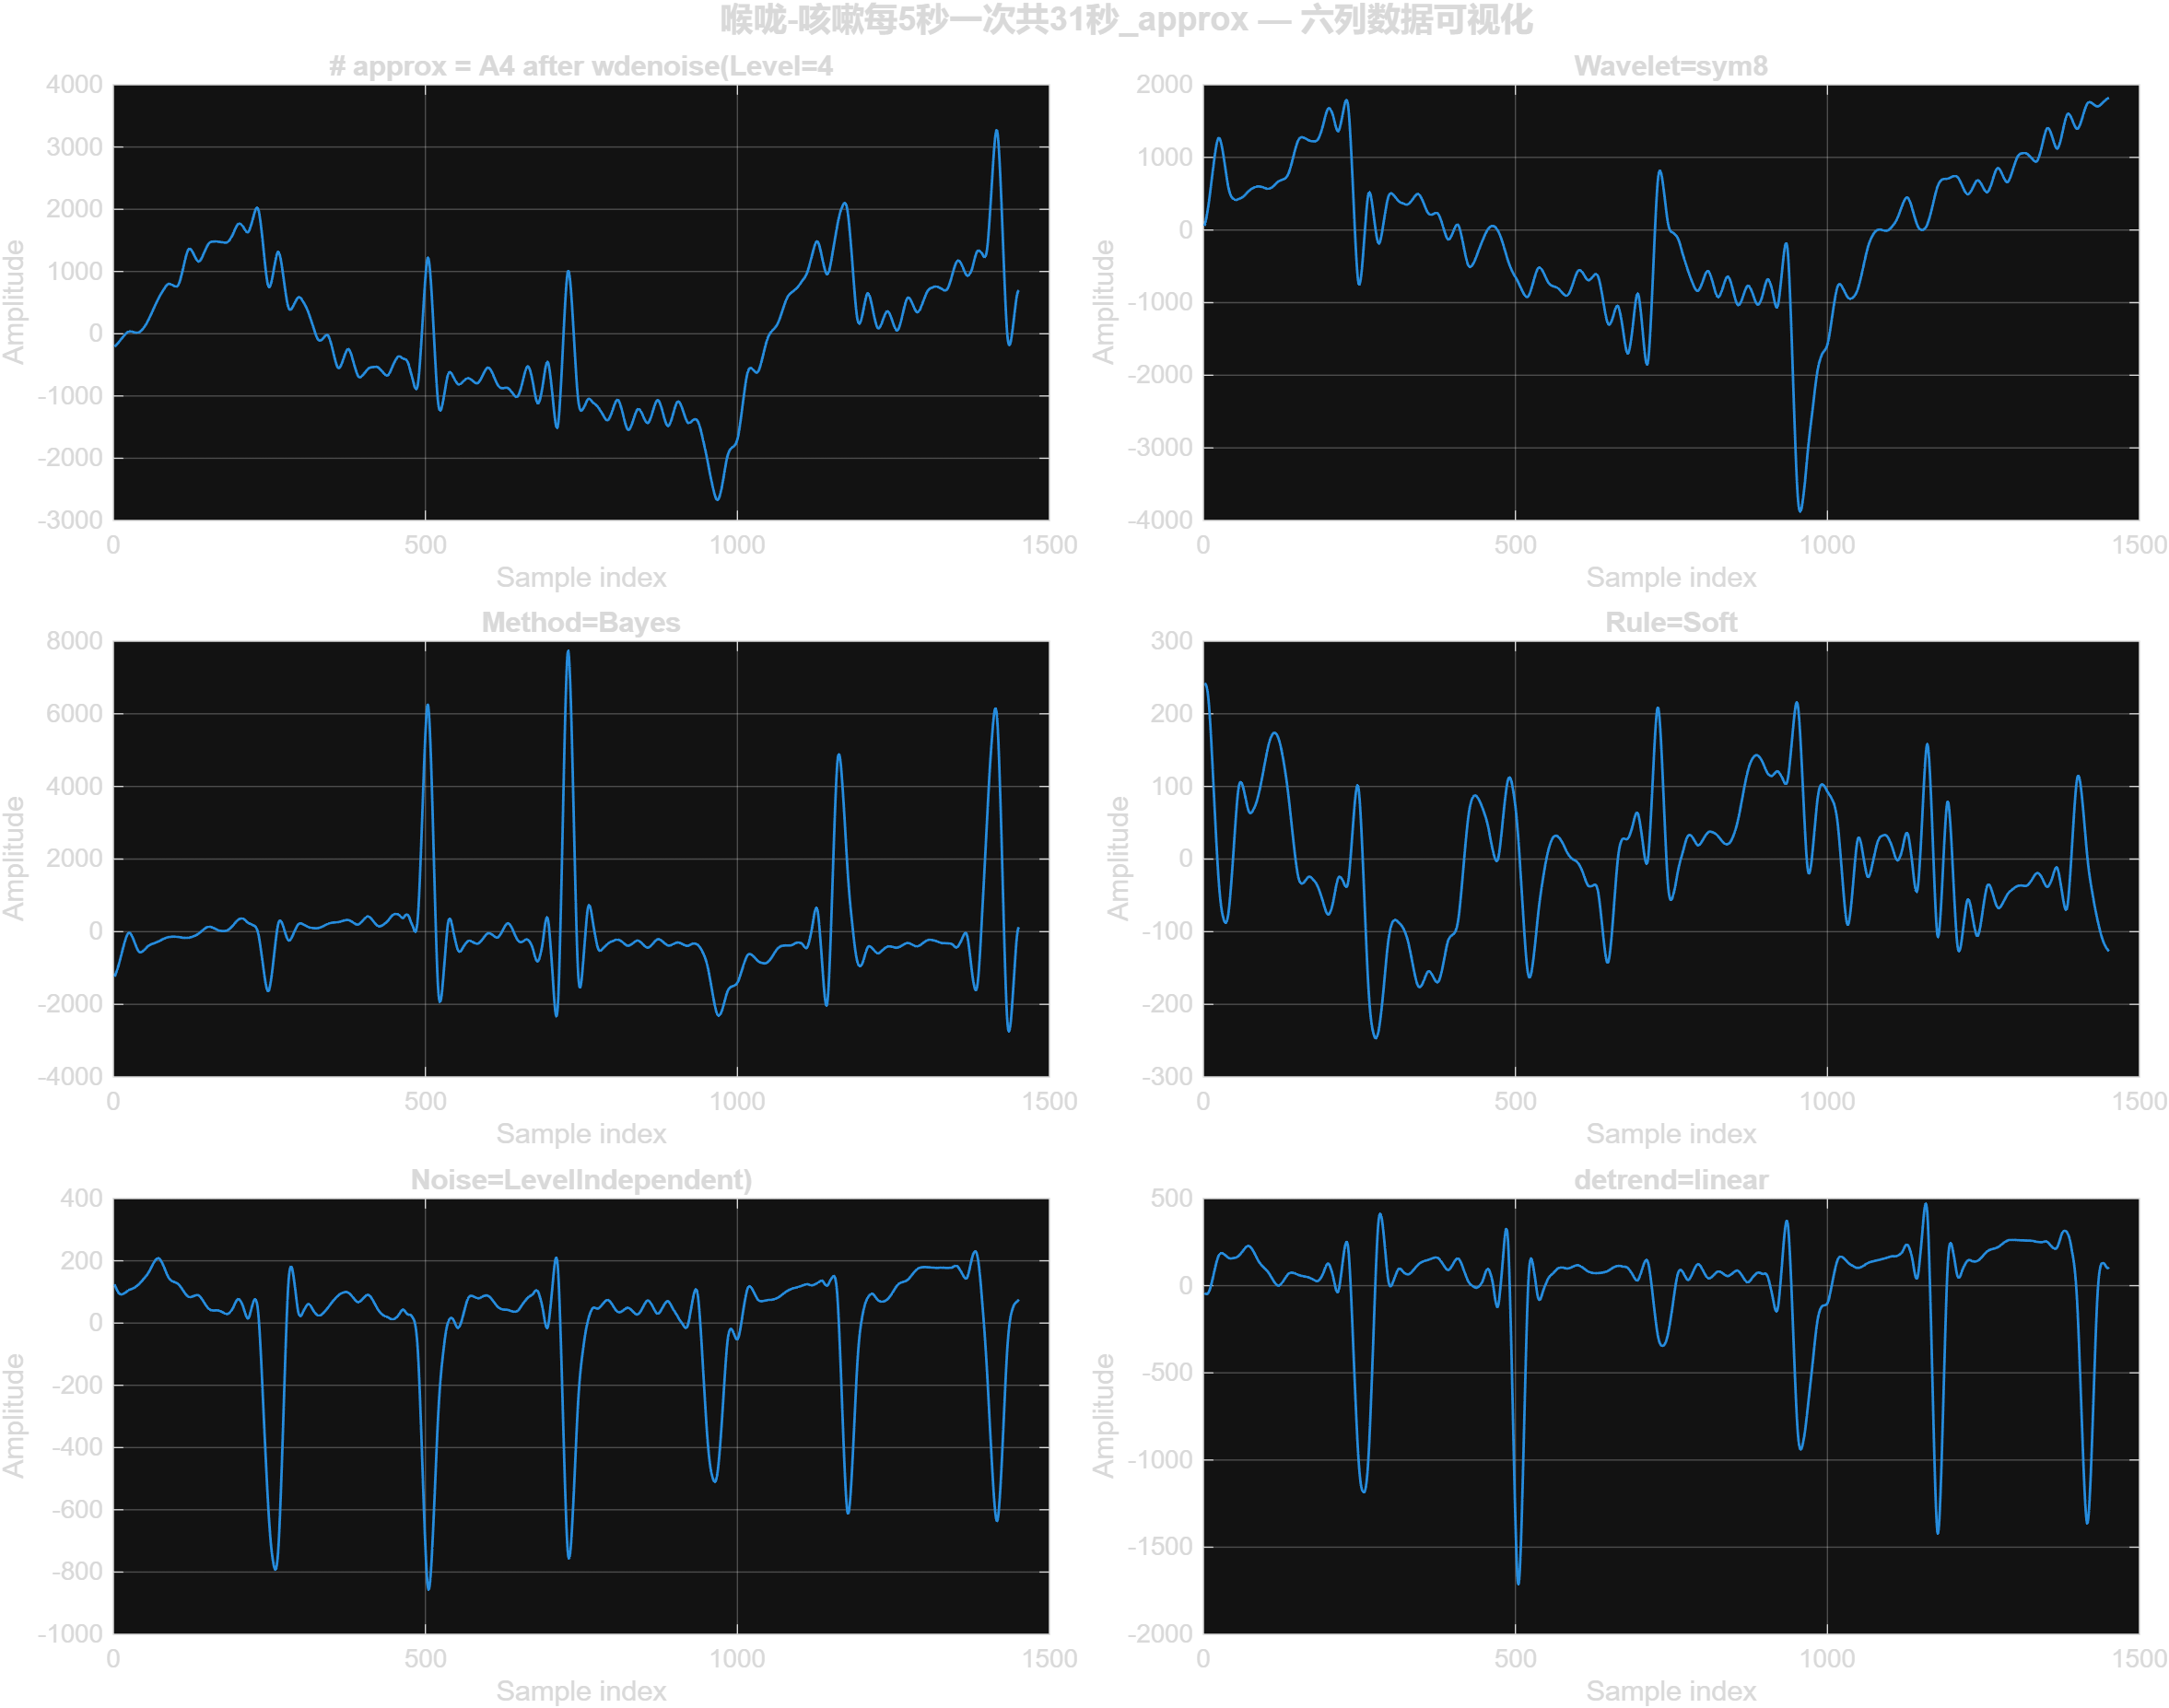 喉咙-咳嗽每5秒一次共31秒_approx — 六列数据可视化
# approx = A4 after wdenoise(Level=4
4000
3000
2000
1000
0
-1000
-2000
-3000
Amplitude
0 500 1000 1500
Sample index
Wavelet=sym8
2000
1000
0
-1000
-2000
-3000
-4000
Amplitude
0 500 1000 1500
Sample index
Method=Bayes
8000
6000
4000
2000
0
-2000
-4000
Amplitude
0 500 1000 1500
Sample index
Rule=Soft
300
200
100
0
-100
-200
-300
Amplitude
0 500 1000 1500
Sample index
Noise=LevelIndependent)
400
200
0
-200
-400
-600
-800
-1000
Amplitude
0 500 1000 1500
Sample index
detrend=linear
500
0
-500
-1000
-1500
-2000
Amplitude
0 500 1000 1500
Sample index